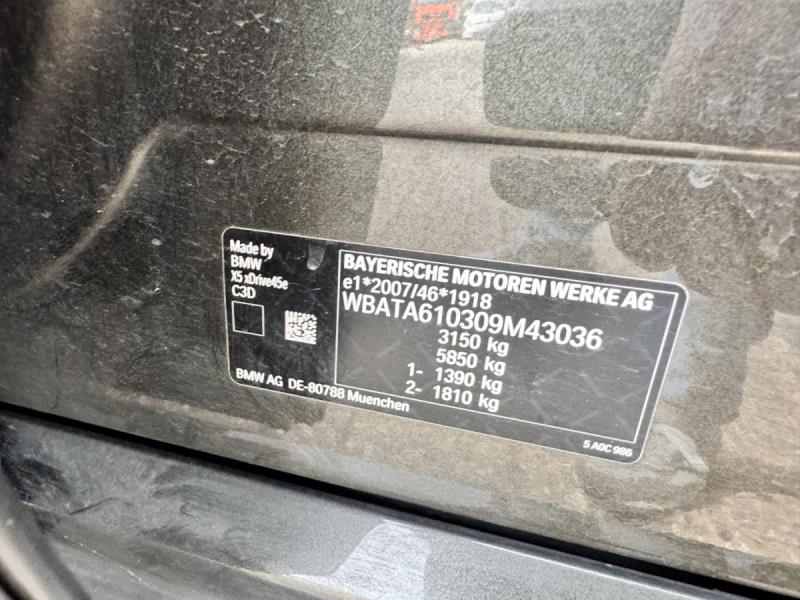 Made by
BMW
X5 xDrive45e
C3D
BAYERISCHE MOTOREN WERKE AG
e1*2007/46*1918
WBATA610309M43036
3150 kg
5850 kg
1- 1390 kg
2- 1810 kg
BMW AG DE-80788 Muenchen
5 A0C 986